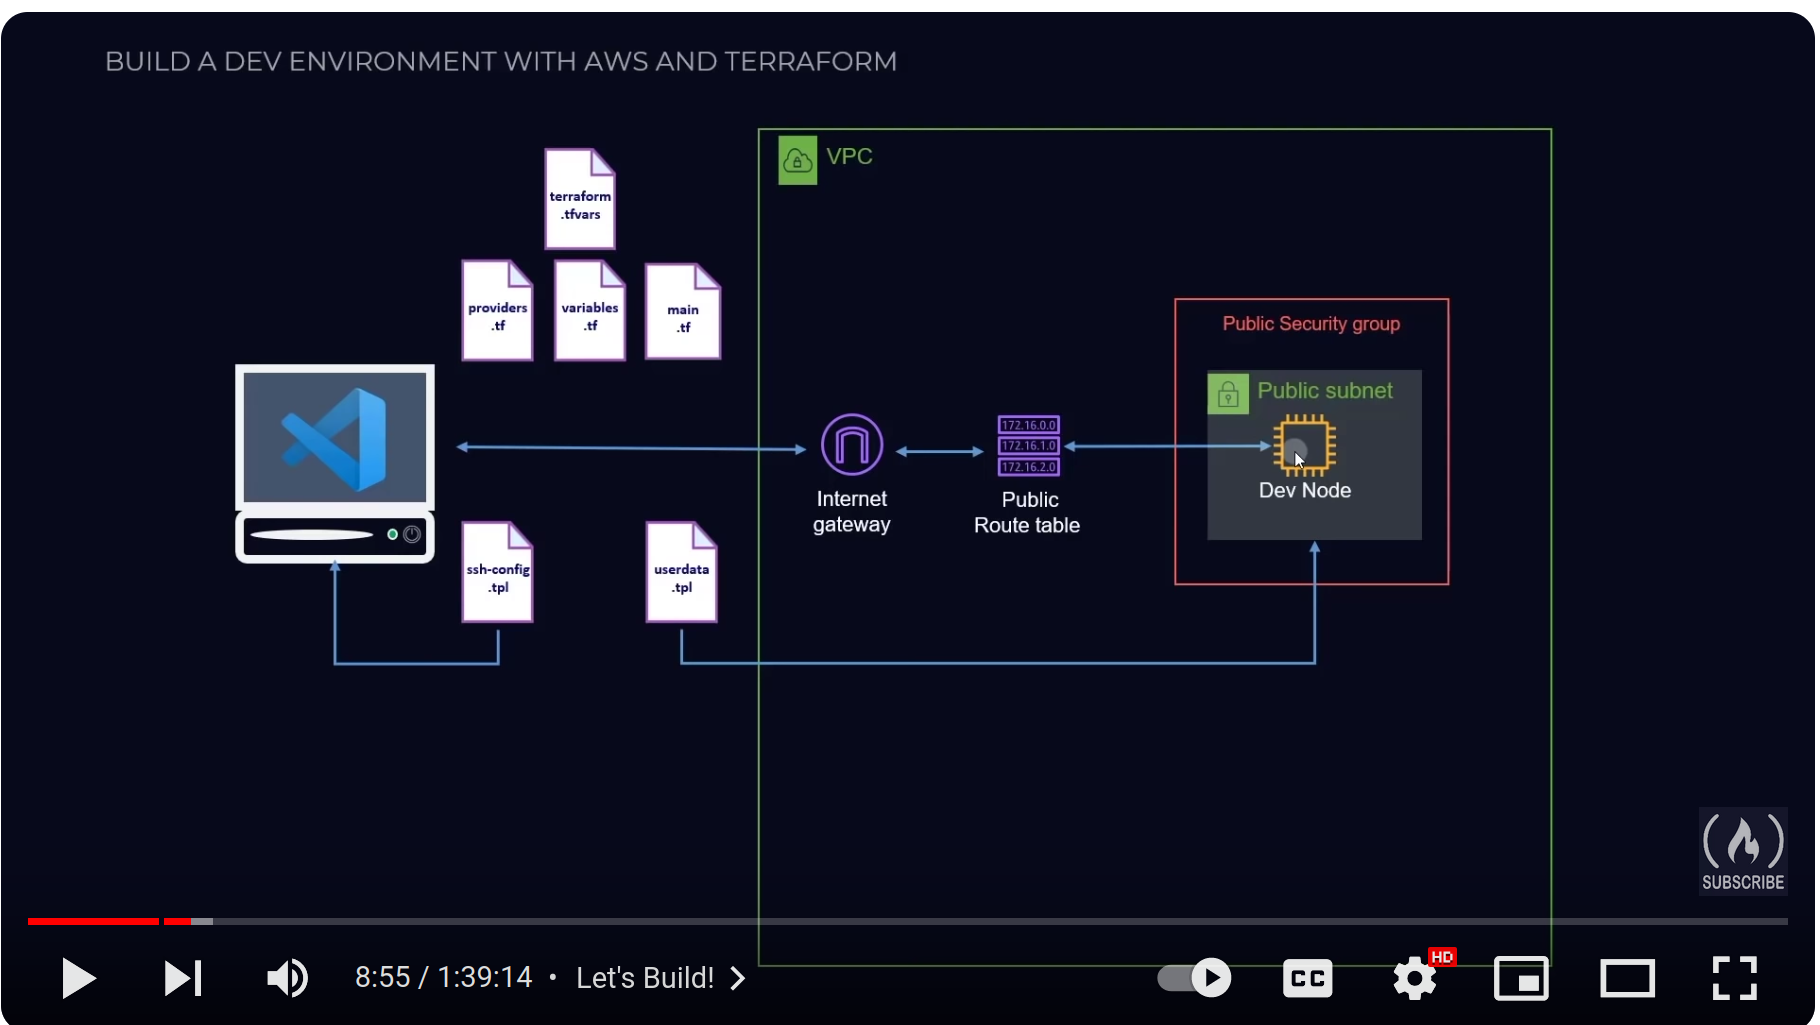 BUILD A DEV ENVIRONMENT WITH AWS AND TERRAFORM
VPC
terraform
.tfvars
providers
.tf
variables
.tf
main
.tf
Public Security group
Public subnet
172.16.0.0
172.16.1.0
172.16.2.0
Dev Node
Internet
gateway
Public
Route table
ssh-config
.tpl
userdata
.tpl
SUBSCRIBE
8:55 / 1:39:14 • Let's Build!
CC
HD